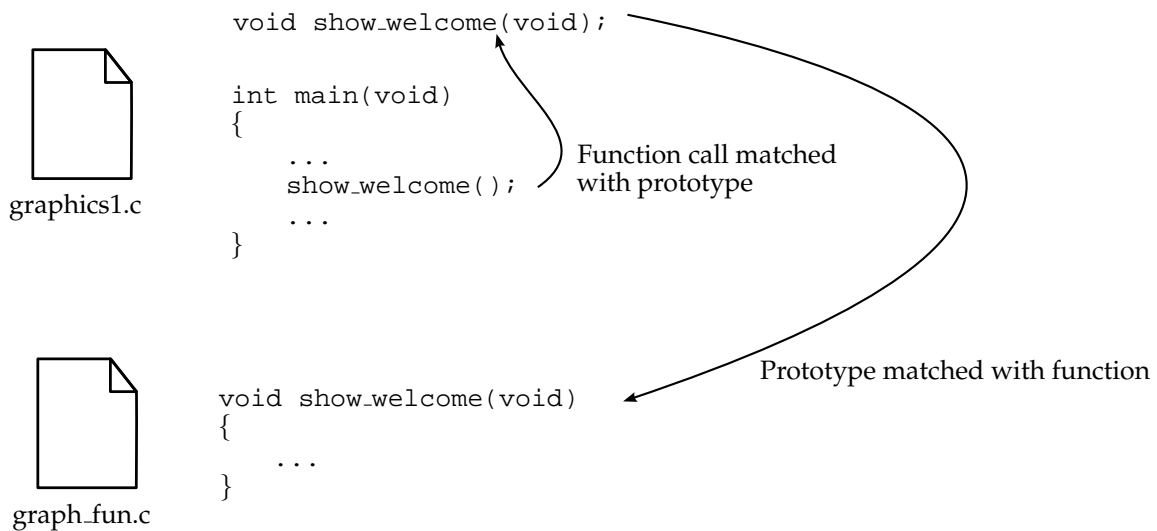 void show_welcome(void);
int main(void)
{
...
show_welcome();
...
}
Function call matched
with prototype
graphics1.c
Prototype matched with function
void show_welcome(void)
{
...
}
graph_fun.c